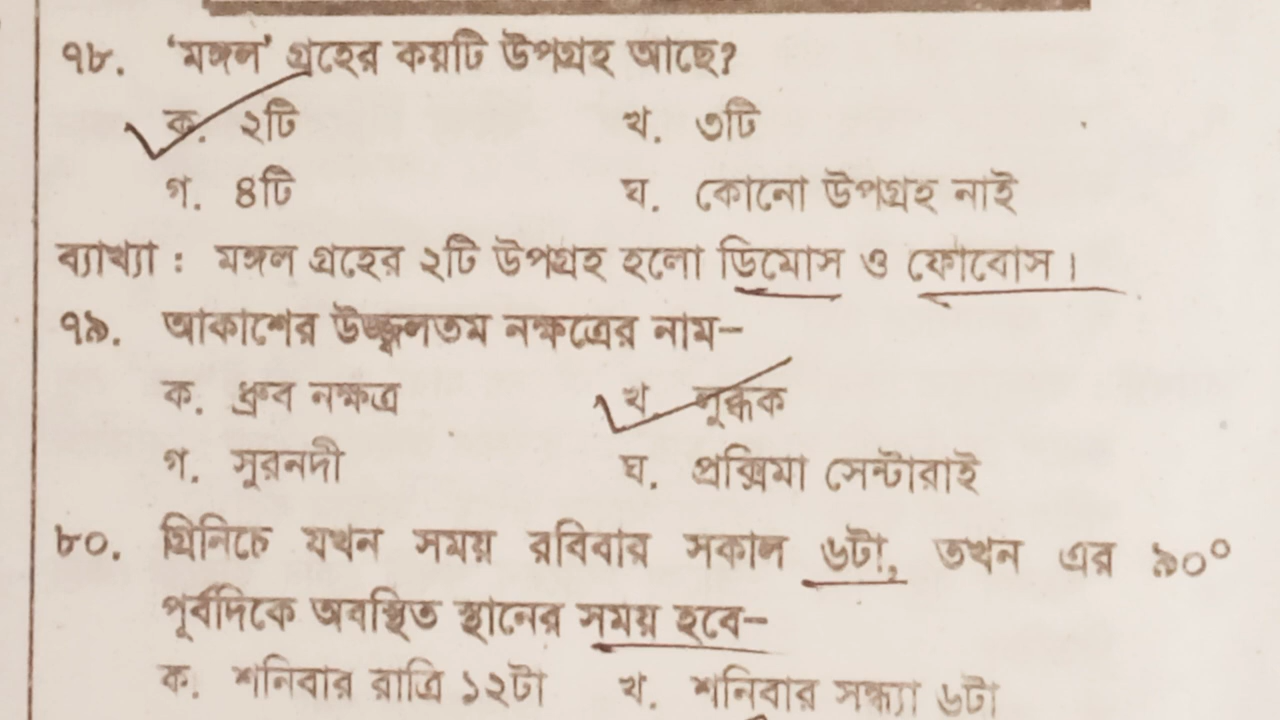 ৭৮. 'মঙ্গল' গ্রহের কয়টি উপগ্রহ আছে?
ক. ২টি খ. ৩টি
গ. ৪টি ঘ. কোনো উপগ্রহ নাই
ব্যাখ্যা : মঙ্গল গ্রহের ২টি উপগ্রহ হলো ডিমোস ও ফোবোস।
৭৯. আকাশের উজ্জ্বলতম নক্ষত্রের নাম–
ক. ধ্রুব নক্ষত্র খ. লুব্ধক
গ. সুরনদী ঘ. প্রক্সিমা সেন্টারাই
৮০. গ্রিনিচে যখন সময় রবিবার সকাল ৬টা, তখন এর ৯০°
পূর্বদিকে অবস্থিত স্থানের সময় হবে–
ক. শনিবার রাত্রি ১২টা খ. শনিবার সন্ধ্যা ৬টা